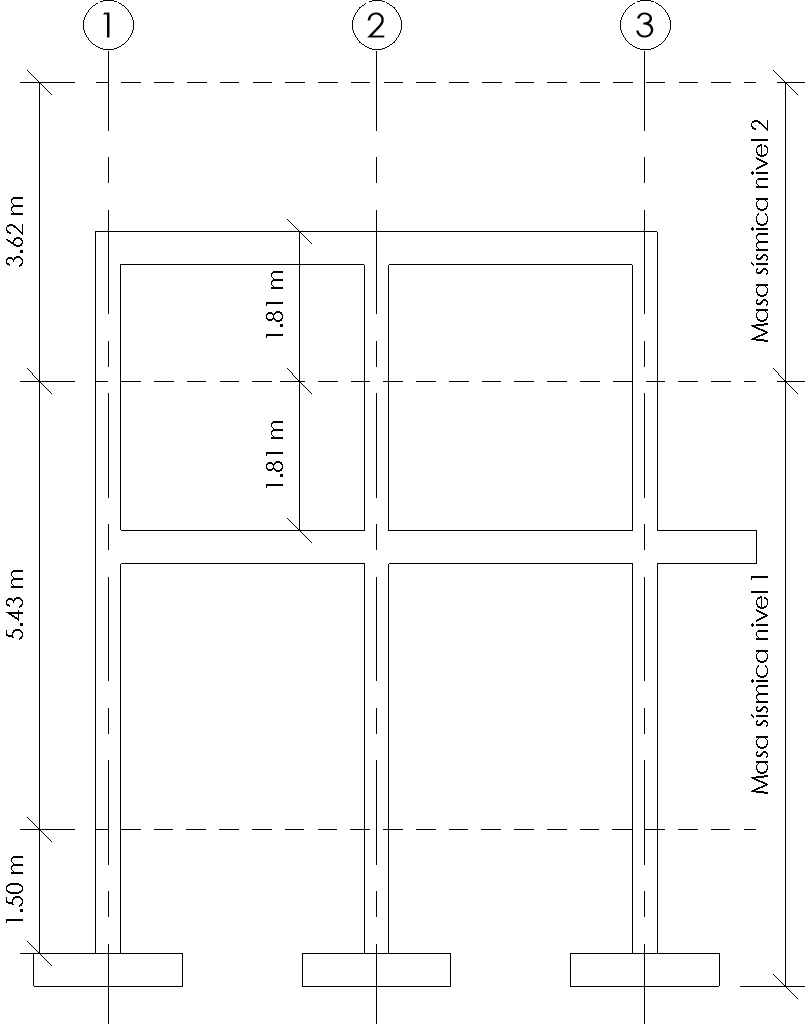 1
2
3
3.62 m
1.81 m
Masa sísmica nivel 2
1.81 m
5.43 m
Masa sísmica nivel 1
1.50 m